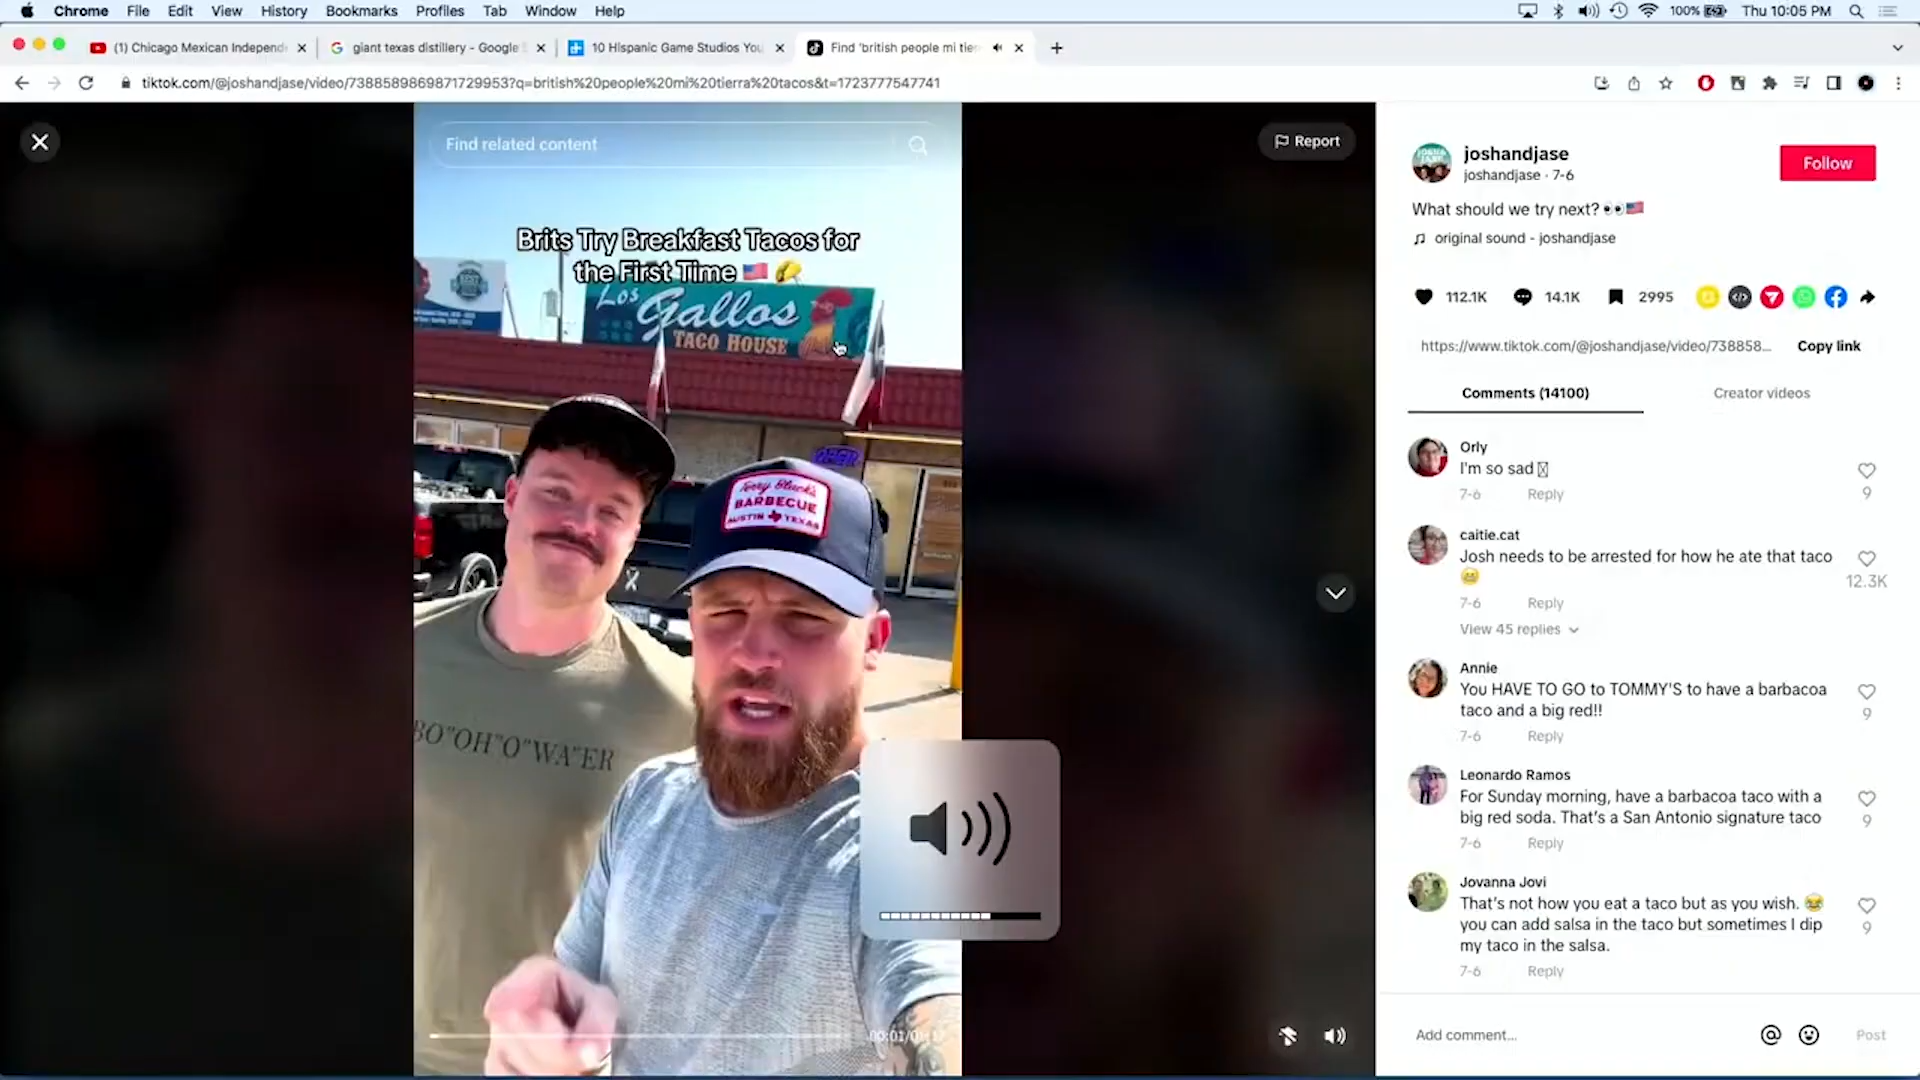 Chrome File Edit View History Bookmarks Profiles Tab Window Help
100% Thu 10:05 PM
(1) Chicago Mexican Independ
giant texas distillery - Google
10 Hispanic Game Studios You
Find 'british people mi tier
tiktok.com/@joshandjase/video/7388589869871729953?q=british%20people%20mi%20tierra%20tacos&t=1723777547741
Find related content
Report
Brits Try Breakfast Tacos for
the First Time 🇺🇸 🌮
Los
Gallos
TACO HOUSE
OPEN
Terry Black's
BARBECUE
AUSTIN TEXAS
BO"OH"O"WA"ER
joshandjase
joshandjase · 7-6
Follow
What should we try next? 👀🇺🇸
original sound - joshandjase
112.1K 14.1K 2995
https://www.tiktok.com/@joshandjase/video/738858... Copy link
Comments (14100) Creator videos
Orly
I'm so sad
7-6 Reply
9
caitie.cat
Josh needs to be arrested for how he ate that taco
😂
12.3K
7-6 Reply
View 45 replies
Annie
You HAVE TO GO to TOMMY'S to have a barbacoa
taco and a big red!!
9
7-6 Reply
Leonardo Ramos
For Sunday morning, have a barbacoa taco with a
big red soda. That's a San Antonio signature taco
9
7-6 Reply
Jovanna Jovi
That's not how you eat a taco but as you wish. 😂
you can add salsa in the taco but sometimes I dip
my taco in the salsa.
9
7-6 Reply
Add comment... Post